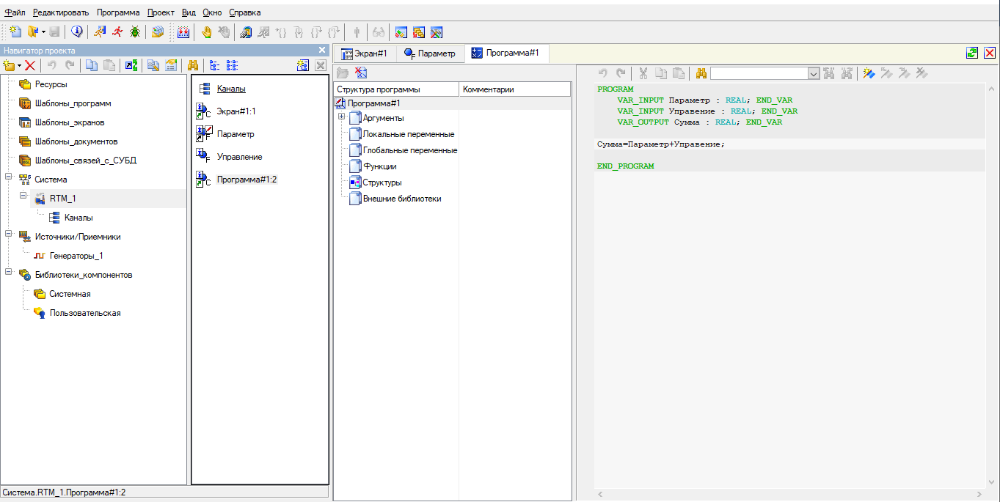 Файл Редактировать Программа Проект Вид Окно Справка
Навигатор проекта
Ресурсы
Шаблоны_программ
Шаблоны_экранов
Шаблоны_документов
Шаблоны_связей_с_СУБД
Система
RTM_1
Каналы
Источники/Приемники
Генераторы_1
Библиотеки_компонентов
Системная
Пользовательская
Каналы
Экран#1:1
Параметр
Управление
Программа#1:2
Система.RTM_1.Программа#1:2
Экран#1 Параметр Программа#1
Структура программы Комментарии
Программа#1
Аргументы
Локальные переменные
Глобальные переменные
Функции
Структуры
Внешние библиотеки
PROGRAM
VAR_INPUT Параметр : REAL; END_VAR
VAR_INPUT Управение : REAL; END_VAR
VAR_OUTPUT Сумма : REAL; END_VAR
Сумма=Параметр+Управение;
END_PROGRAM